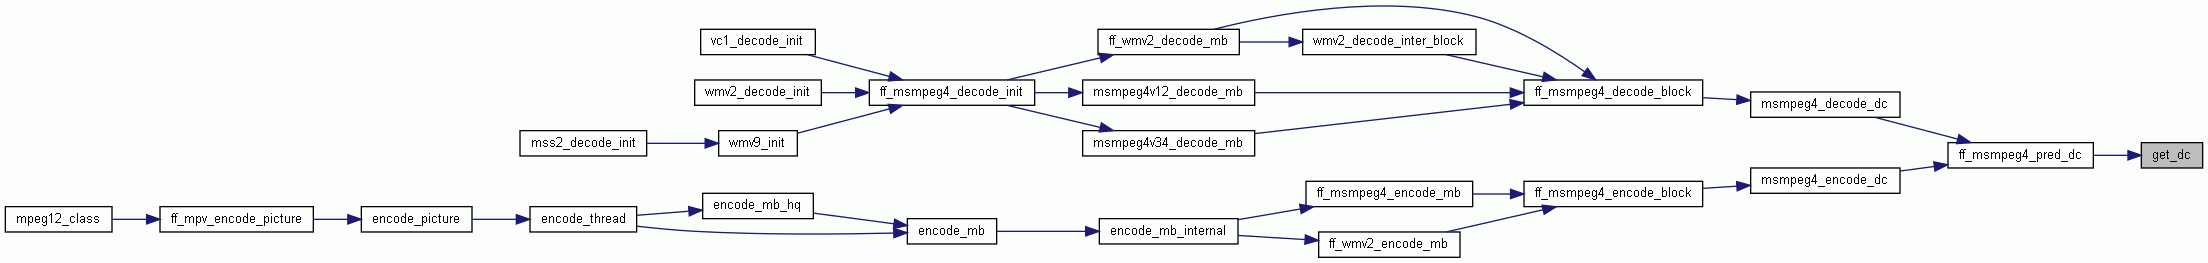 vc1_decode_init
ff_wmv2_decode_mb
wmv2_decode_inter_block
wmv2_decode_init
ff_msmpeg4_decode_init
msmpeg4v12_decode_mb
ff_msmpeg4_decode_block
msmpeg4_decode_dc
mss2_decode_init
wmv9_init
msmpeg4v34_decode_mb
ff_msmpeg4_pred_dc
get_dc
msmpeg4_encode_dc
ff_msmpeg4_encode_mb
ff_msmpeg4_encode_block
encode_mb_hq
mpeg12_class
ff_mpv_encode_picture
encode_picture
encode_thread
encode_mb
encode_mb_internal
ff_wmv2_encode_mb